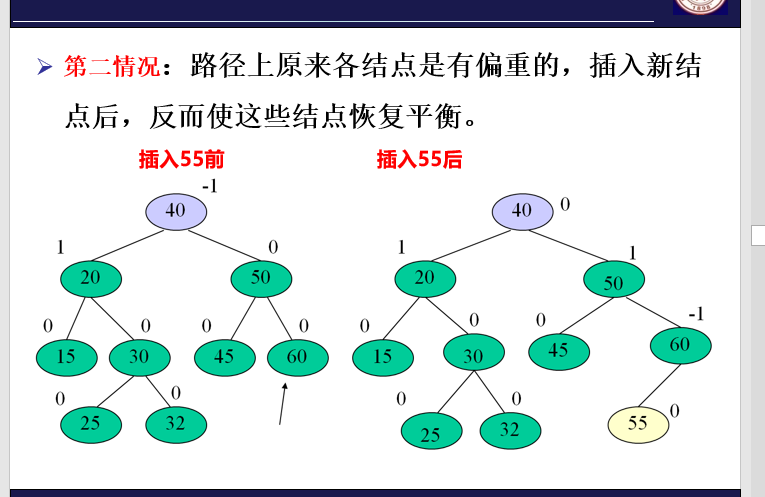 1898
第二情况：路径上原来各结点是有偏重的，插入新结
点后，反而使这些结点恢复平衡。
插入55前 插入55后
-1
40 40 0
1 0 1 1
20 50 20 50
0 0 0 0 0 0 0 -1
15 30 45 60 15 30 45 60
0 0 0 0 0
25 32 25 32 55